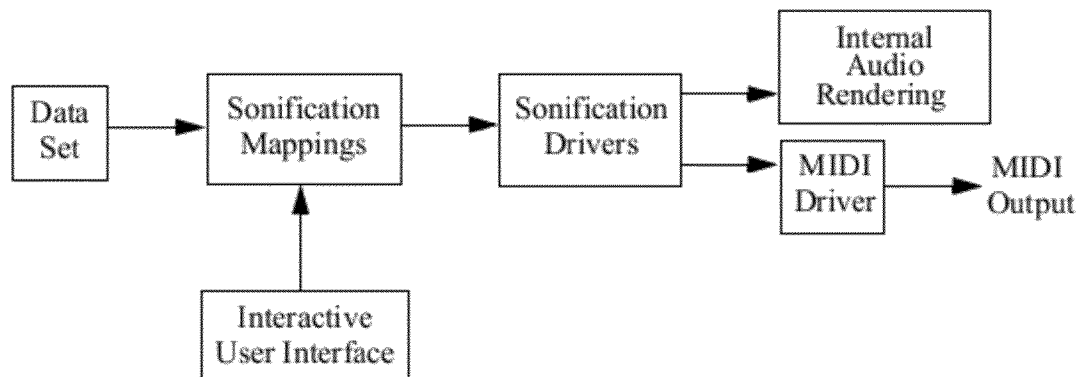 Data
Set
Sonification
Mappings
Sonification
Drivers
Internal
Audio
Rendering
MIDI
Driver
MIDI
Output
Interactive
User Interface